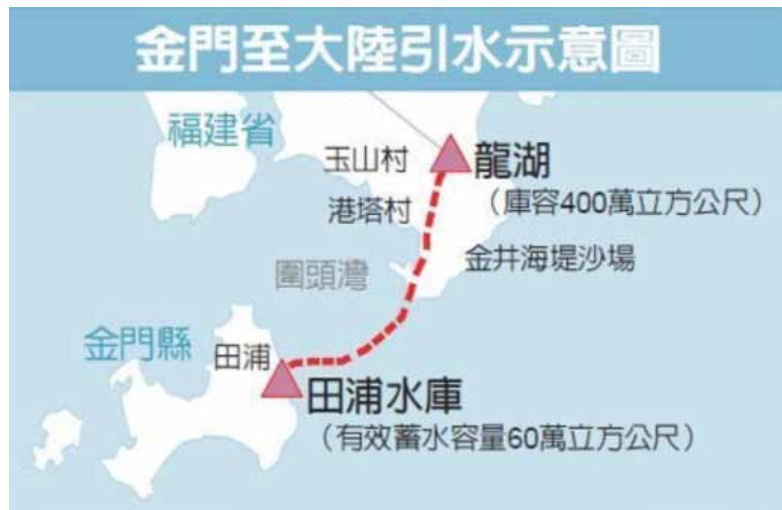 金門至大陸引水示意圖
福建省
玉山村
龍湖
港塔村
（庫容400萬立方公尺）
圍頭灣
金井海堤沙場
金門縣
田浦
田浦水庫
（有效蓄水容量60萬立方公尺）